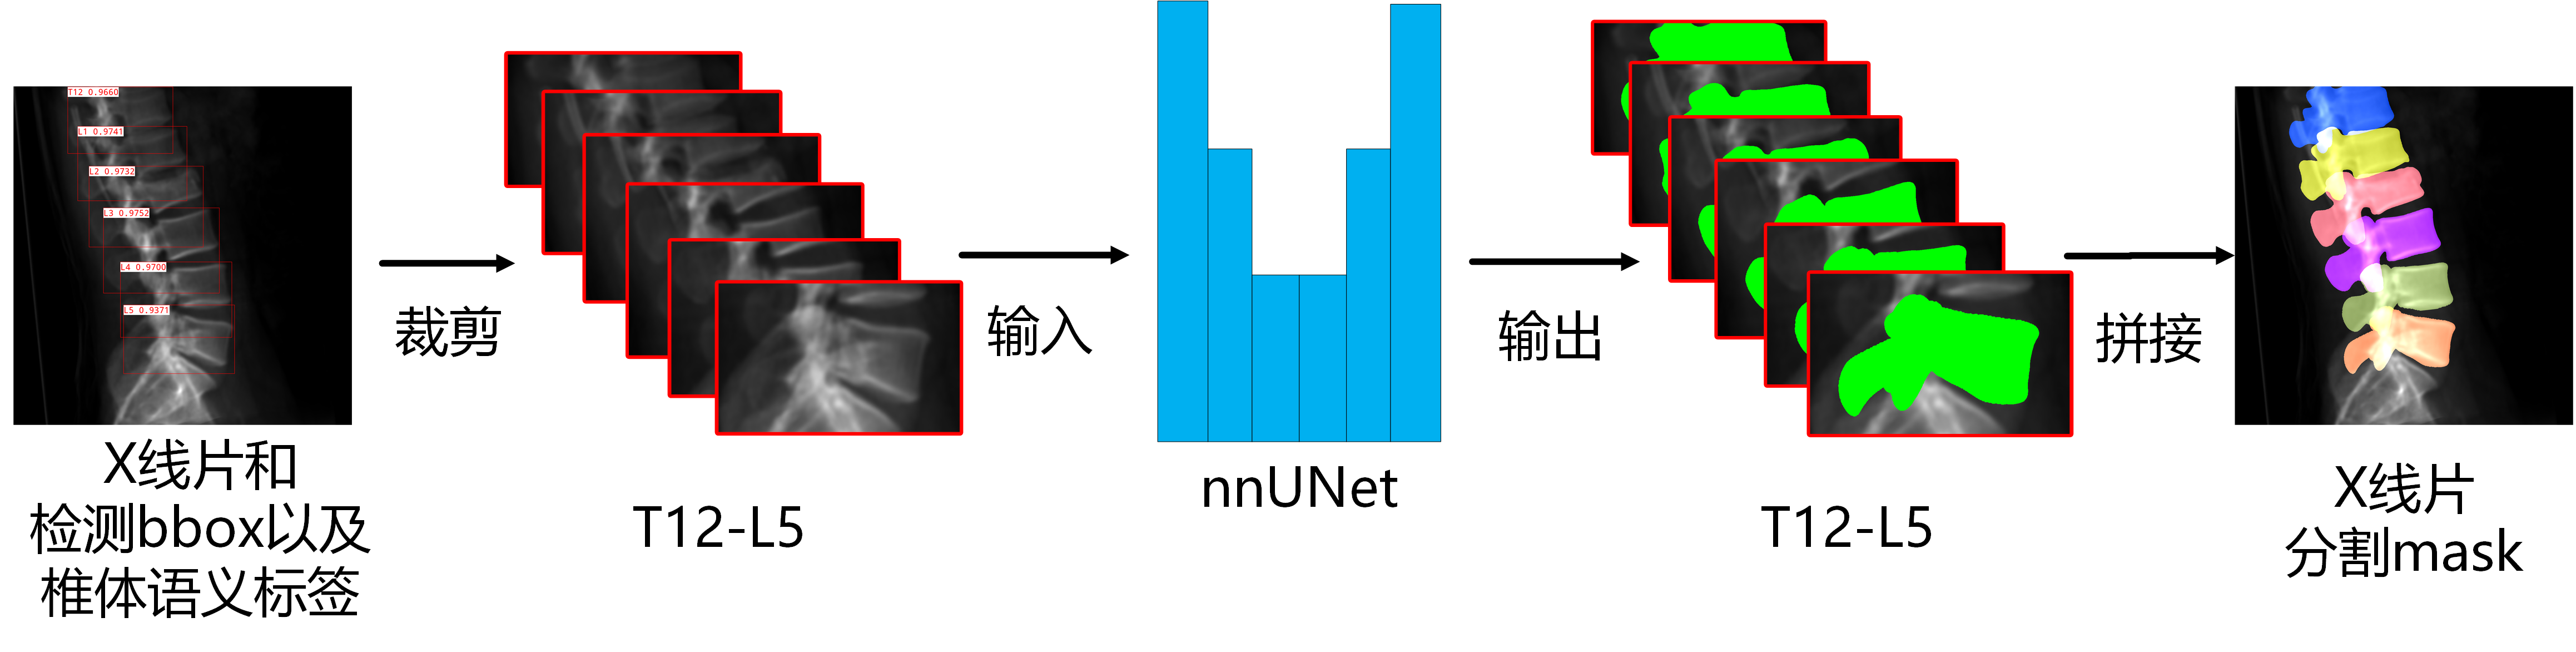 T12 0.9660
L1 0.9741
L2 0.9732
L3 0.9752
L4 0.9700
L5 0.9371
X线片和
检测bbox以及
椎体语义标签
裁剪
T12-L5
输入
nnUNet
输出
T12-L5
拼接
X线片
分割mask